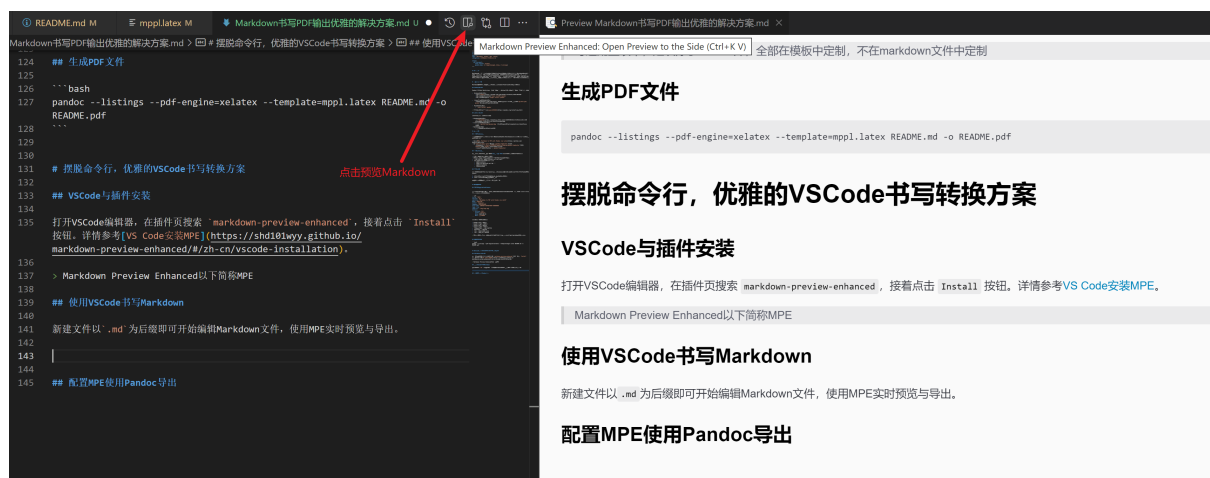 README.md M
mppl.latex M
Markdown书写PDF输出优雅的解决方案.md U
Preview Markdown书写PDF输出优雅的解决方案.md
Markdown书写PDF输出优雅的解决方案.md > # 摆脱命令行，优雅的VSCode书写转换方案 > ## 使用VSCode
Markdown Preview Enhanced: Open Preview to the Side (Ctrl+K V)
124 ## 生成PDF文件
125
126 ```bash
127 pandoc --listings --pdf-engine=xelatex --template=mppl.latex README.md -o
README.pdf
128 ```
129
130
131 # 摆脱命令行，优雅的VSCode书写转换方案
132
133 ## VSCode与插件安装
134
135 打开VSCode编辑器，在插件页搜索 `markdown-preview-enhanced`，接着点击 `Install`
按钮。详情参考[VS Code安装MPE](https://shd101wyy.github.io/
markdown-preview-enhanced/#/zh-cn/vscode-installation)。
136
137 > Markdown Preview Enhanced以下简称MPE
138
139 ## 使用VSCode书写Markdown
140
141 新建文件以`.md`为后缀即可开始编辑Markdown文件，使用MPE实时预览与导出。
142
143
144
145 ## 配置MPE使用Pandoc导出
点击预览Markdown
全部在模板中定制，不在markdown文件中定制
生成PDF文件
pandoc --listings --pdf-engine=xelatex --template=mppl.latex README.md -o README.pdf
摆脱命令行，优雅的VSCode书写转换方案
VSCode与插件安装
打开VSCode编辑器，在插件页搜索 markdown-preview-enhanced，接着点击 Install 按钮。详情参考VS Code安装MPE。
Markdown Preview Enhanced以下简称MPE
使用VSCode书写Markdown
新建文件以 .md 为后缀即可开始编辑Markdown文件，使用MPE实时预览与导出。
配置MPE使用Pandoc导出